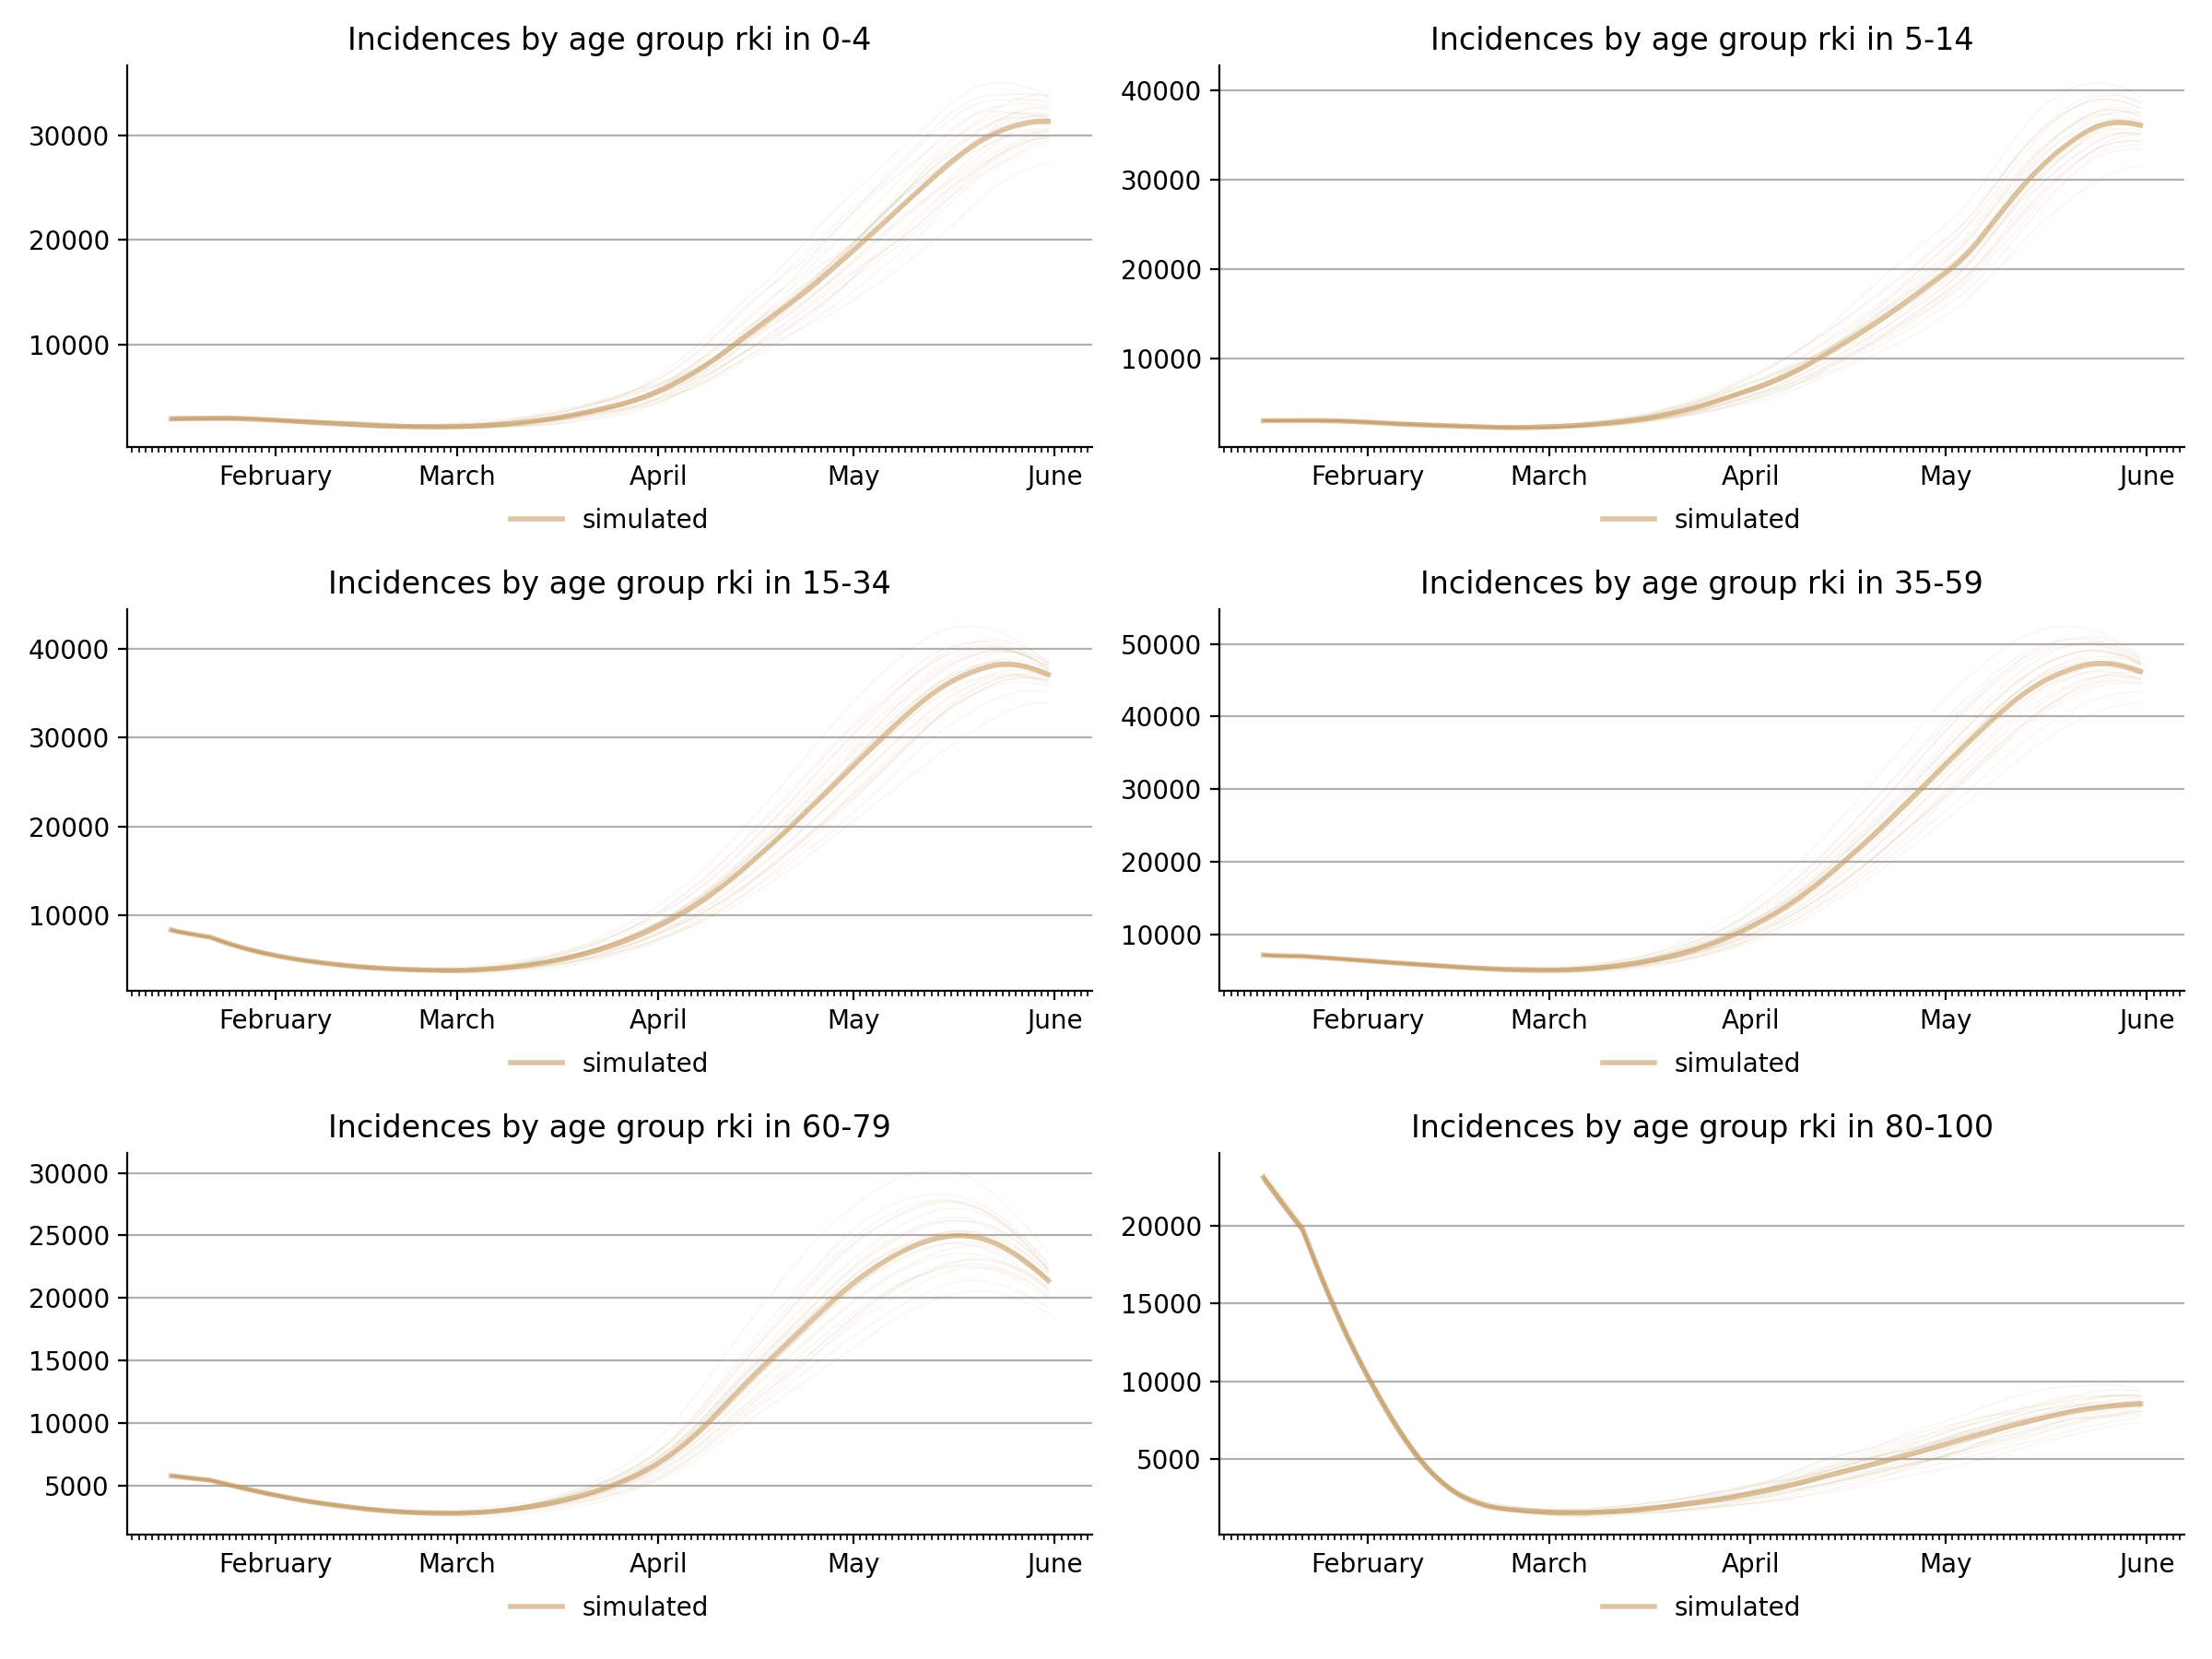 Incidences by age group rki in 0-4
30000
20000
10000
February March April May June
simulated
Incidences by age group rki in 5-14
40000
30000
20000
10000
February March April May June
simulated
Incidences by age group rki in 15-34
40000
30000
20000
10000
February March April May June
simulated
Incidences by age group rki in 35-59
50000
40000
30000
20000
10000
February March April May June
simulated
Incidences by age group rki in 60-79
30000
25000
20000
15000
10000
5000
February March April May June
simulated
Incidences by age group rki in 80-100
20000
15000
10000
5000
February March April May June
simulated